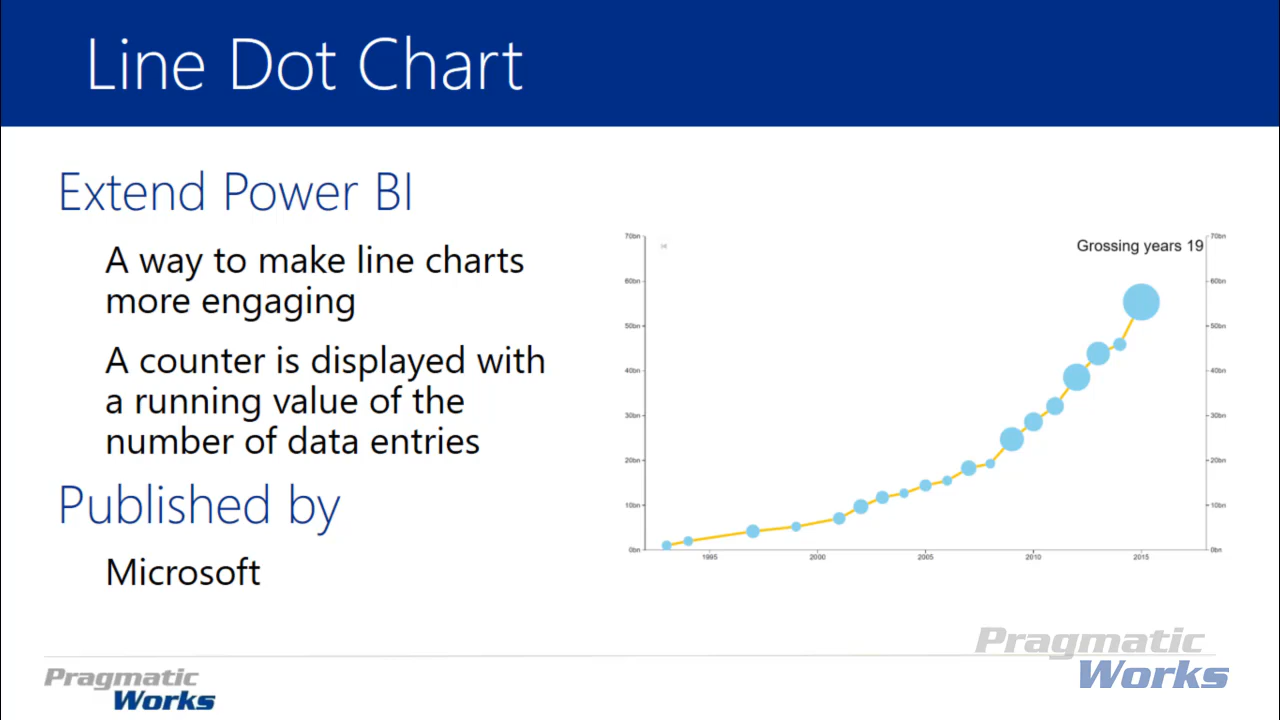 Line Dot Chart
Extend Power BI
A way to make line charts
more engaging
A counter is displayed with
a running value of the
number of data entries
Published by
Microsoft
Grossing years 19
70bn
60bn
50bn
40bn
30bn
20bn
10bn
0bn
70bn
60bn
50bn
40bn
30bn
20bn
10bn
0bn
1995
2000
2005
2010
2015
Pragmatic
Works
Pragmatic
Works